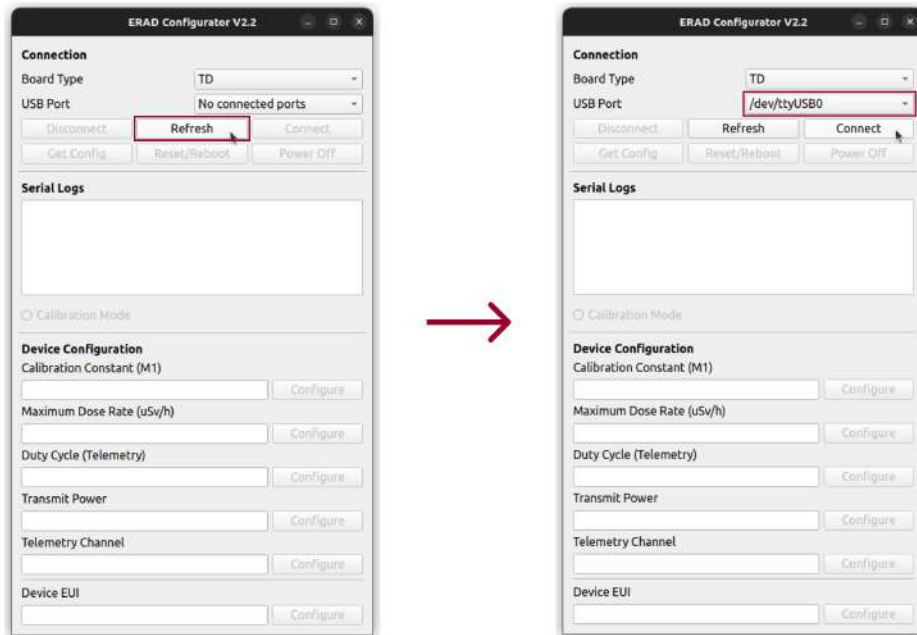 ERAD Configurator V2.2
Connection
Board Type TD
USB Port No connected ports
Disconnect Refresh Connect
Get Config Reset/Reboot Power Off
Serial Logs
Calibration Mode
Device Configuration
Calibration Constant (M1)
Configure
Maximum Dose Rate (uSv/h)
Configure
Duty Cycle (Telemetry)
Configure
Transmit Power
Configure
Telemetry Channel
Configure
Device EUI
Configure
ERAD Configurator V2.2
Connection
Board Type TD
USB Port /dev/ttyUSB0
Disconnect Refresh Connect
Get Config Reset/Reboot Power Off
Serial Logs
Calibration Mode
Device Configuration
Calibration Constant (M1)
Configure
Maximum Dose Rate (uSv/h)
Configure
Duty Cycle (Telemetry)
Configure
Transmit Power
Configure
Telemetry Channel
Configure
Device EUI
Configure